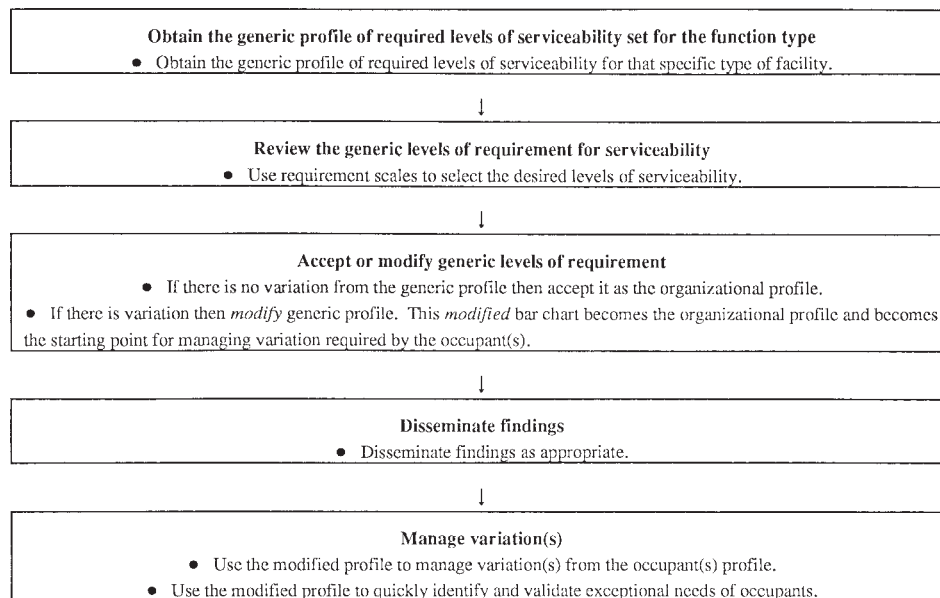 Obtain the generic profile of required levels of serviceability set for the function type
● Obtain the generic profile of required levels of serviceability for that specific type of facility.
↓
Review the generic levels of requirement for serviceability
● Use requirement scales to select the desired levels of serviceability.
↓
Accept or modify generic levels of requirement
● If there is no variation from the generic profile then accept it as the organizational profile.
● If there is variation then modify generic profile. This modified bar chart becomes the organizational profile and becomes
the starting point for managing variation required by the occupant(s).
↓
Disseminate findings
● Disseminate findings as appropriate.
↓
Manage variation(s)
● Use the modified profile to manage variation(s) from the occupant(s) profile.
● Use the modified profile to quickly identify and validate exceptional needs of occupants.